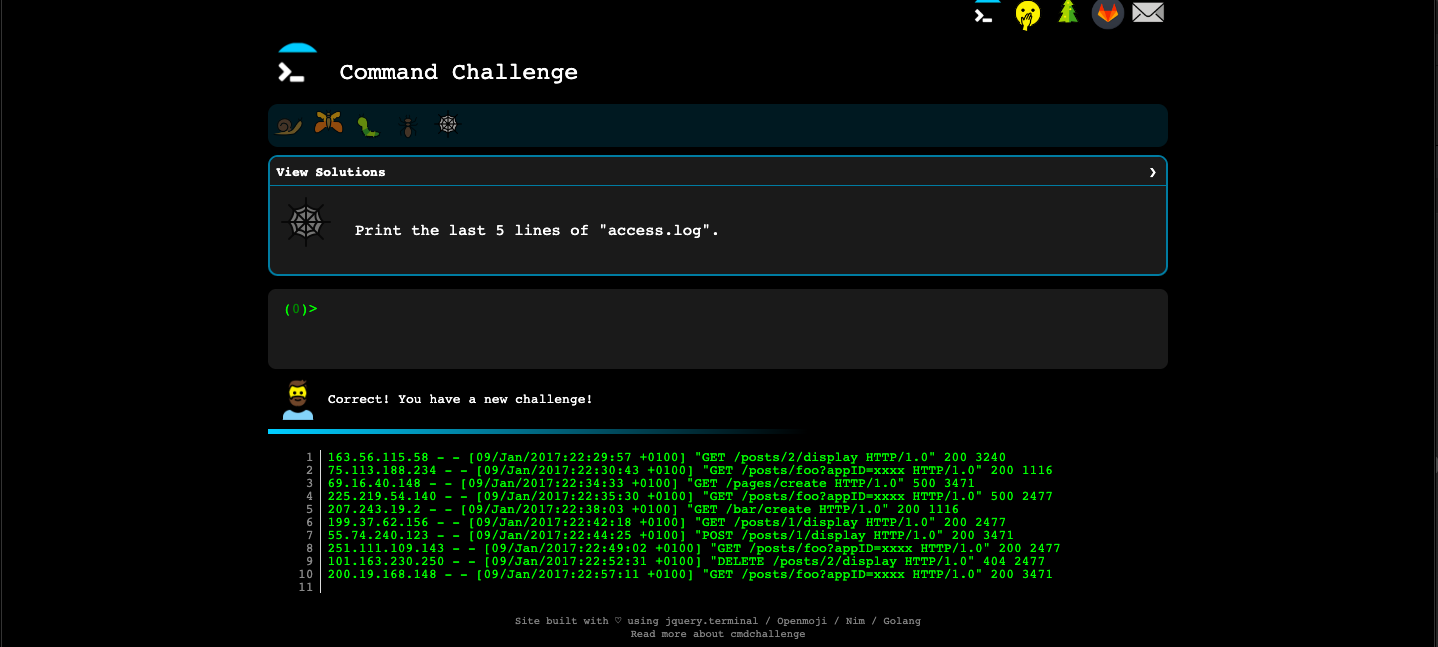 Command Challenge
View Solutions ❯
Print the last 5 lines of "access.log".
(0)>
Correct! You have a new challenge!
1 163.56.115.58 - - [09/Jan/2017:22:29:57 +0100] "GET /posts/2/display HTTP/1.0" 200 3240
2 75.113.188.234 - - [09/Jan/2017:22:30:43 +0100] "GET /posts/foo?appID=xxxx HTTP/1.0" 200 1116
3 69.16.40.148 - - [09/Jan/2017:22:34:33 +0100] "GET /pages/create HTTP/1.0" 500 3471
4 225.219.54.140 - - [09/Jan/2017:22:35:30 +0100] "GET /posts/foo?appID=xxxx HTTP/1.0" 500 2477
5 207.243.19.2 - - [09/Jan/2017:22:38:03 +0100] "GET /bar/create HTTP/1.0" 200 1116
6 199.37.62.156 - - [09/Jan/2017:22:42:18 +0100] "GET /posts/1/display HTTP/1.0" 200 2477
7 55.74.240.123 - - [09/Jan/2017:22:44:25 +0100] "POST /posts/1/display HTTP/1.0" 200 3471
8 251.111.109.143 - - [09/Jan/2017:22:49:02 +0100] "GET /posts/foo?appID=xxxx HTTP/1.0" 200 2477
9 101.163.230.250 - - [09/Jan/2017:22:52:31 +0100] "DELETE /posts/2/display HTTP/1.0" 404 2477
10 200.19.168.148 - - [09/Jan/2017:22:57:11 +0100] "GET /posts/foo?appID=xxxx HTTP/1.0" 200 3471
11
Site built with ♡ using jquery.terminal / Openmoji / Nim / Golang
Read more about cmdchallenge